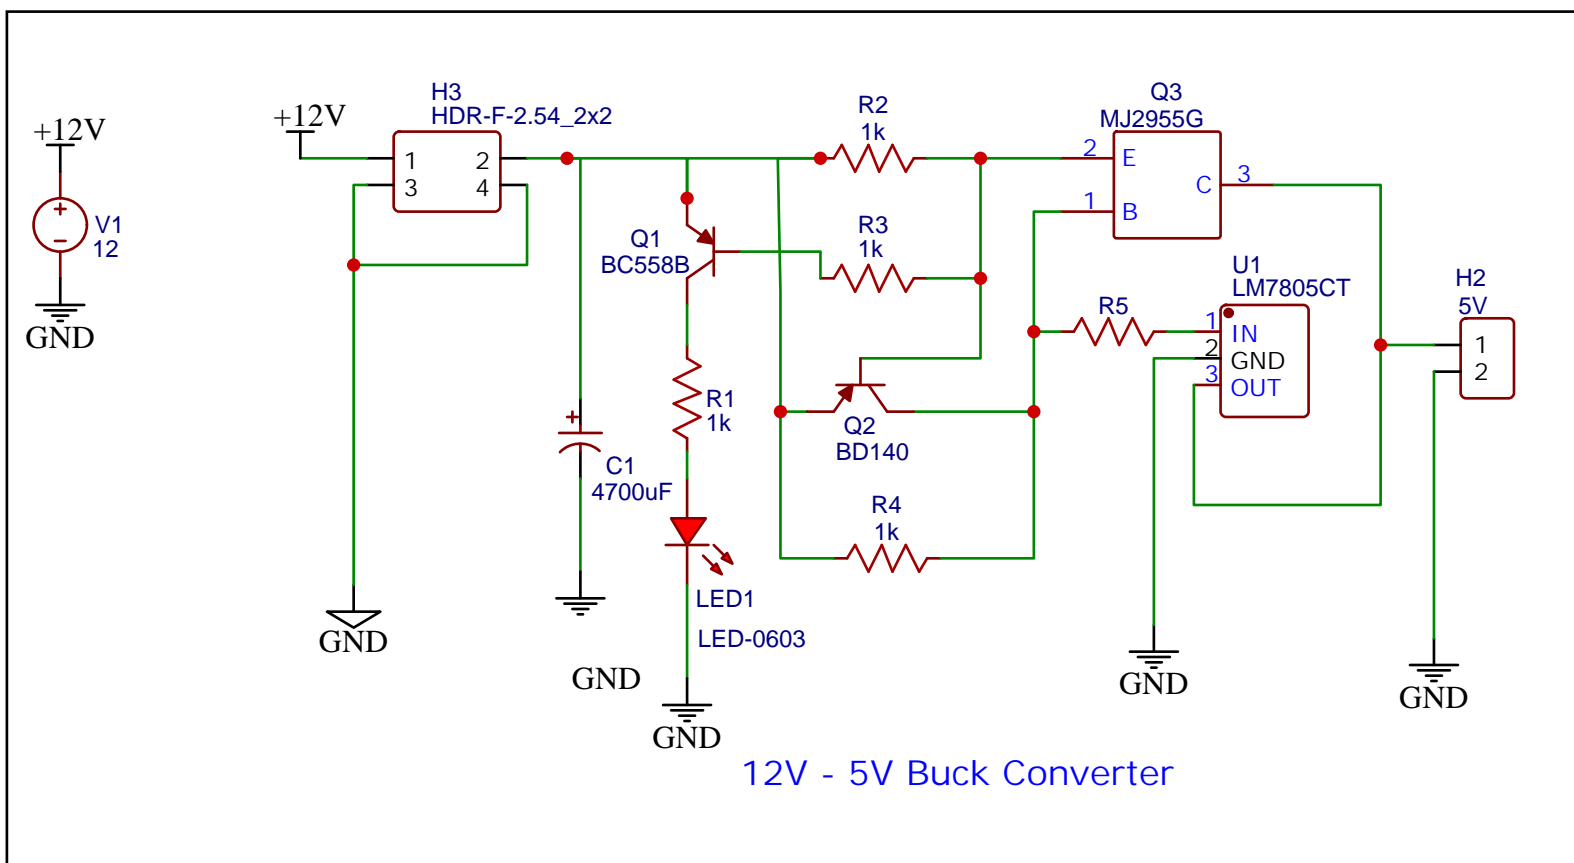 +12V
V1
12
GND
+12V
H3
HDR-F-2.54_2x2
1
2
3
4
GND
Q1
BC558B
R1
1k
C1
4700uF
LED1
LED-0603
GND
GND
R2
1k
R3
1k
Q2
BD140
R4
1k
Q3
MJ2955G
2
E
1
B
C
3
R5
U1
LM7805CT
1
IN
2
GND
3
OUT
GND
H2
5V
1
2
GND
12V - 5V Buck Converter